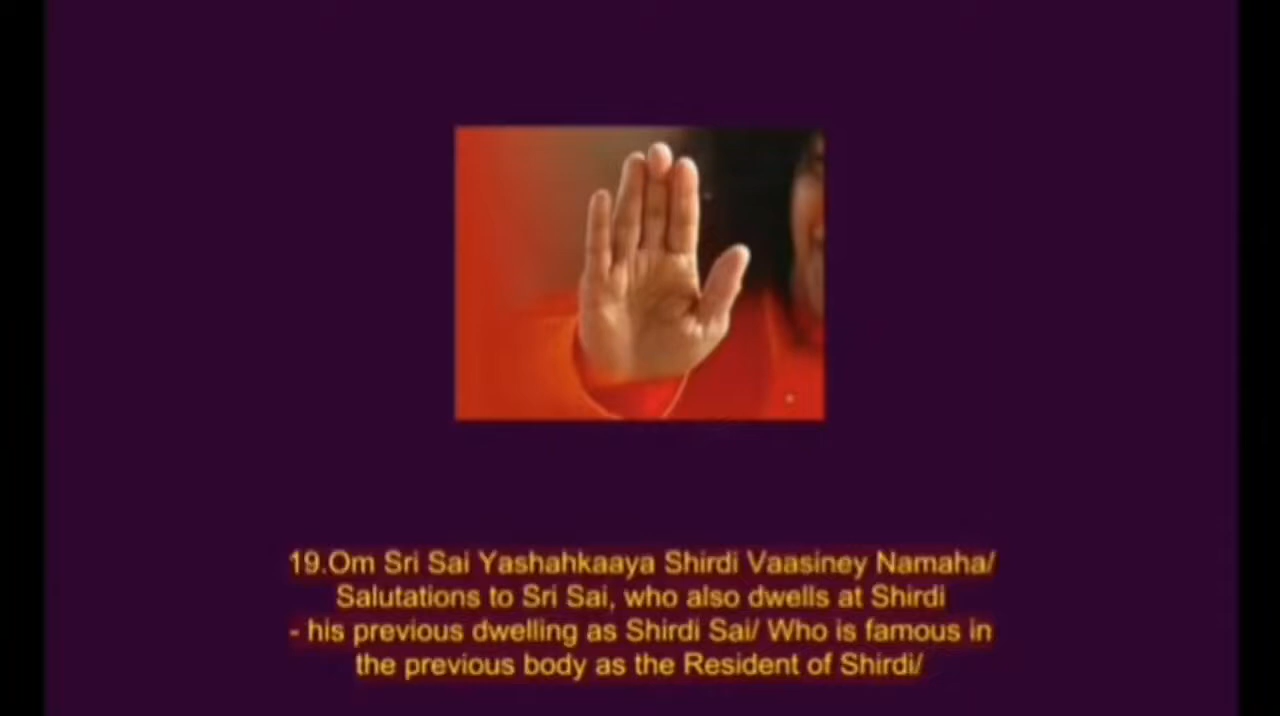 19.Om Sri Sai Yashahkaaya Shirdi Vaasiney Namaha/
Salutations to Sri Sai, who also dwells at Shirdi
- his previous dwelling as Shirdi Sai/ Who is famous in
the previous body as the Resident of Shirdi/